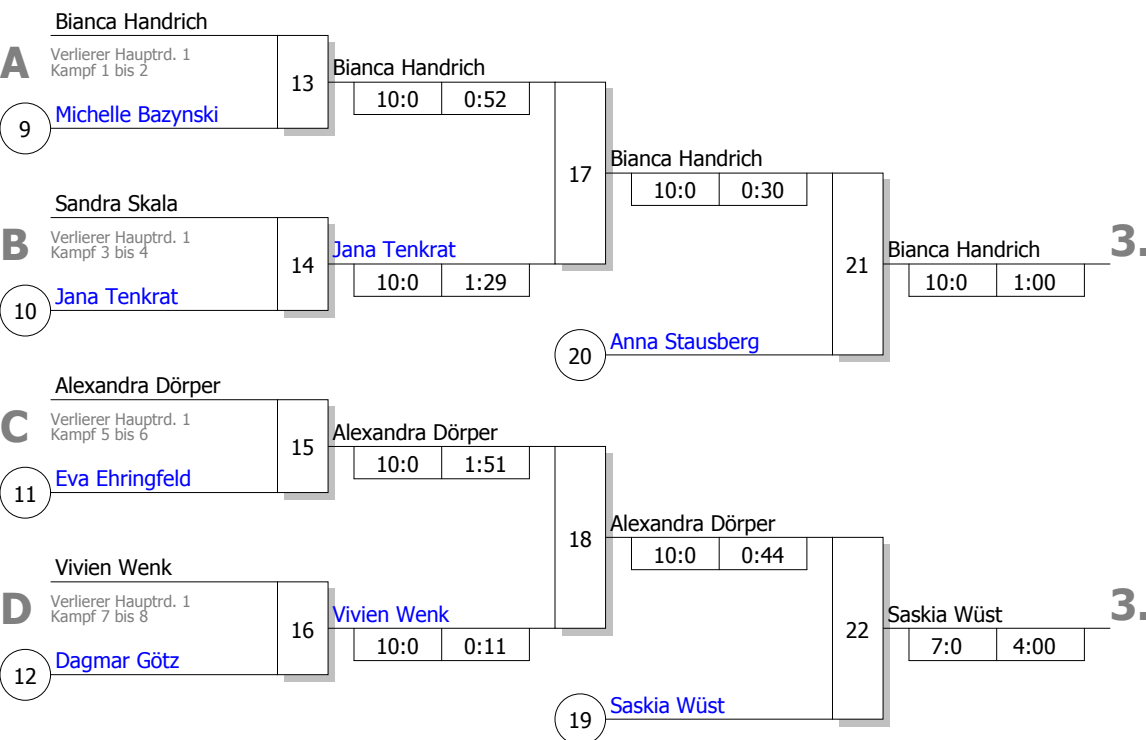 Bianca Handrich
A
Verlierer Hauptrd. 1
Kampf 1 bis 2
13
Bianca Handrich
10:0 0:52
9
Michelle Bazynski
17
Bianca Handrich
10:0 0:30
Sandra Skala
B
Verlierer Hauptrd. 1
Kampf 3 bis 4
14
Jana Tenkrat
10:0 1:29
10
Jana Tenkrat
21
Bianca Handrich
3.
10:0 1:00
20
Anna Stausberg
Alexandra Dörper
C
Verlierer Hauptrd. 1
Kampf 5 bis 6
15
Alexandra Dörper
10:0 1:51
11
Eva Ehringfeld
18
Alexandra Dörper
10:0 0:44
Vivien Wenk
D
Verlierer Hauptrd. 1
Kampf 7 bis 8
16
Vivien Wenk
10:0 0:11
12
Dagmar Götz
22
Saskia Wüst
3.
7:0 4:00
19
Saskia Wüst